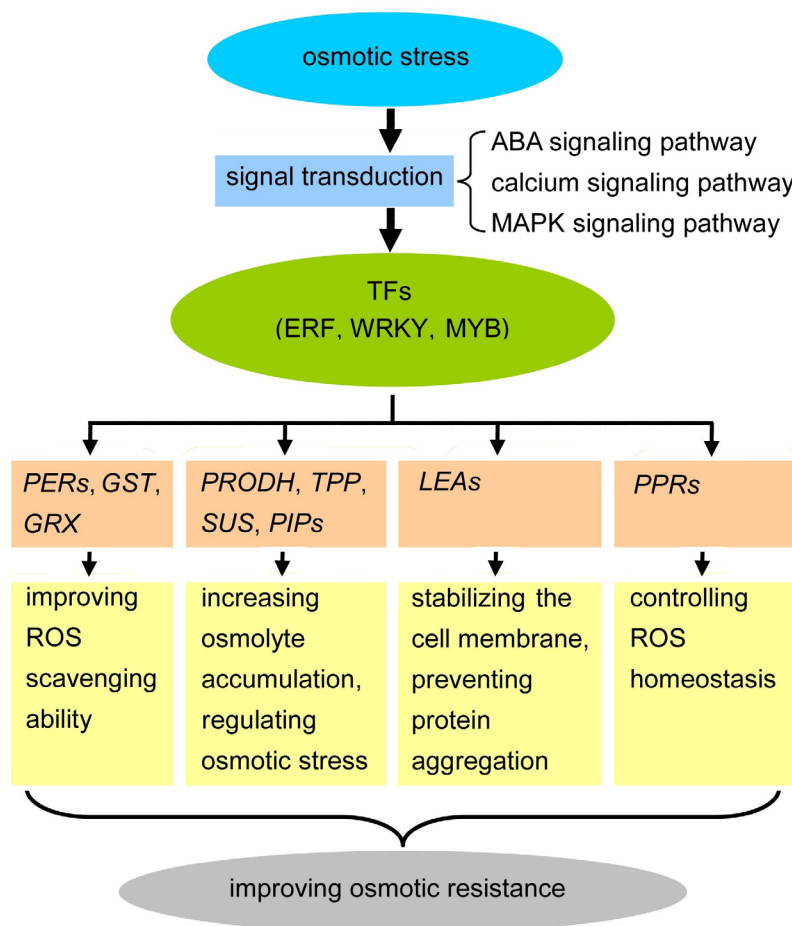 osmotic stress
signal transduction
ABA signaling pathway
calcium signaling pathway
MAPK signaling pathway
TFs
(ERF, WRKY, MYB)
PERs, GST,
GRX
PRODH, TPP,
SUS, PIPs
LEAs
PPRs
improving
ROS
scavenging
ability
increasing
osmolyte
accumulation,
regulating
osmotic stress
stabilizing the
cell membrane,
preventing
protein
aggregation
controlling
ROS
homeostasis
improving osmotic resistance